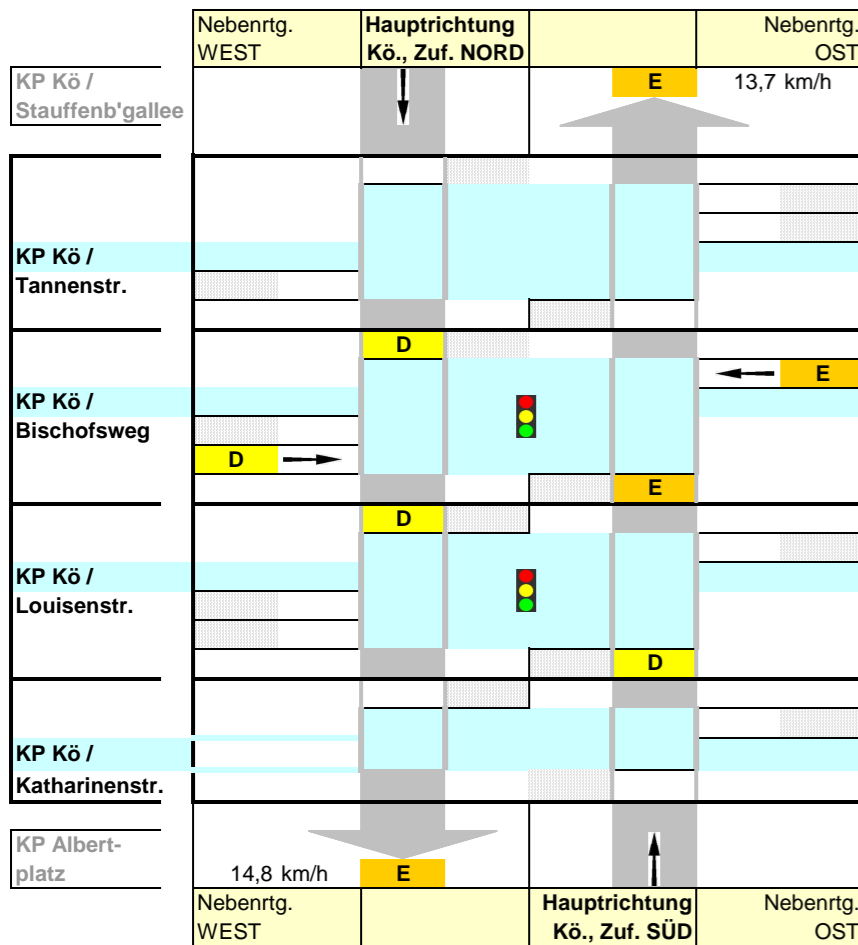 Nebenrtg. Hauptrichtung Nebenrtg.
WEST Kö., Zuf. NORD OST
KP Kö / E 13,7 km/h
Stauffenb'gallee
KP Kö /
Tannenstr.
D
E
KP Kö /
Bischofsweg
D
E
D
KP Kö /
Louisenstr.
D
KP Kö /
Katharinenstr.
KP Albert-
platz 14,8 km/h E
Nebenrtg. Hauptrichtung Nebenrtg.
WEST Kö., Zuf. SÜD OST